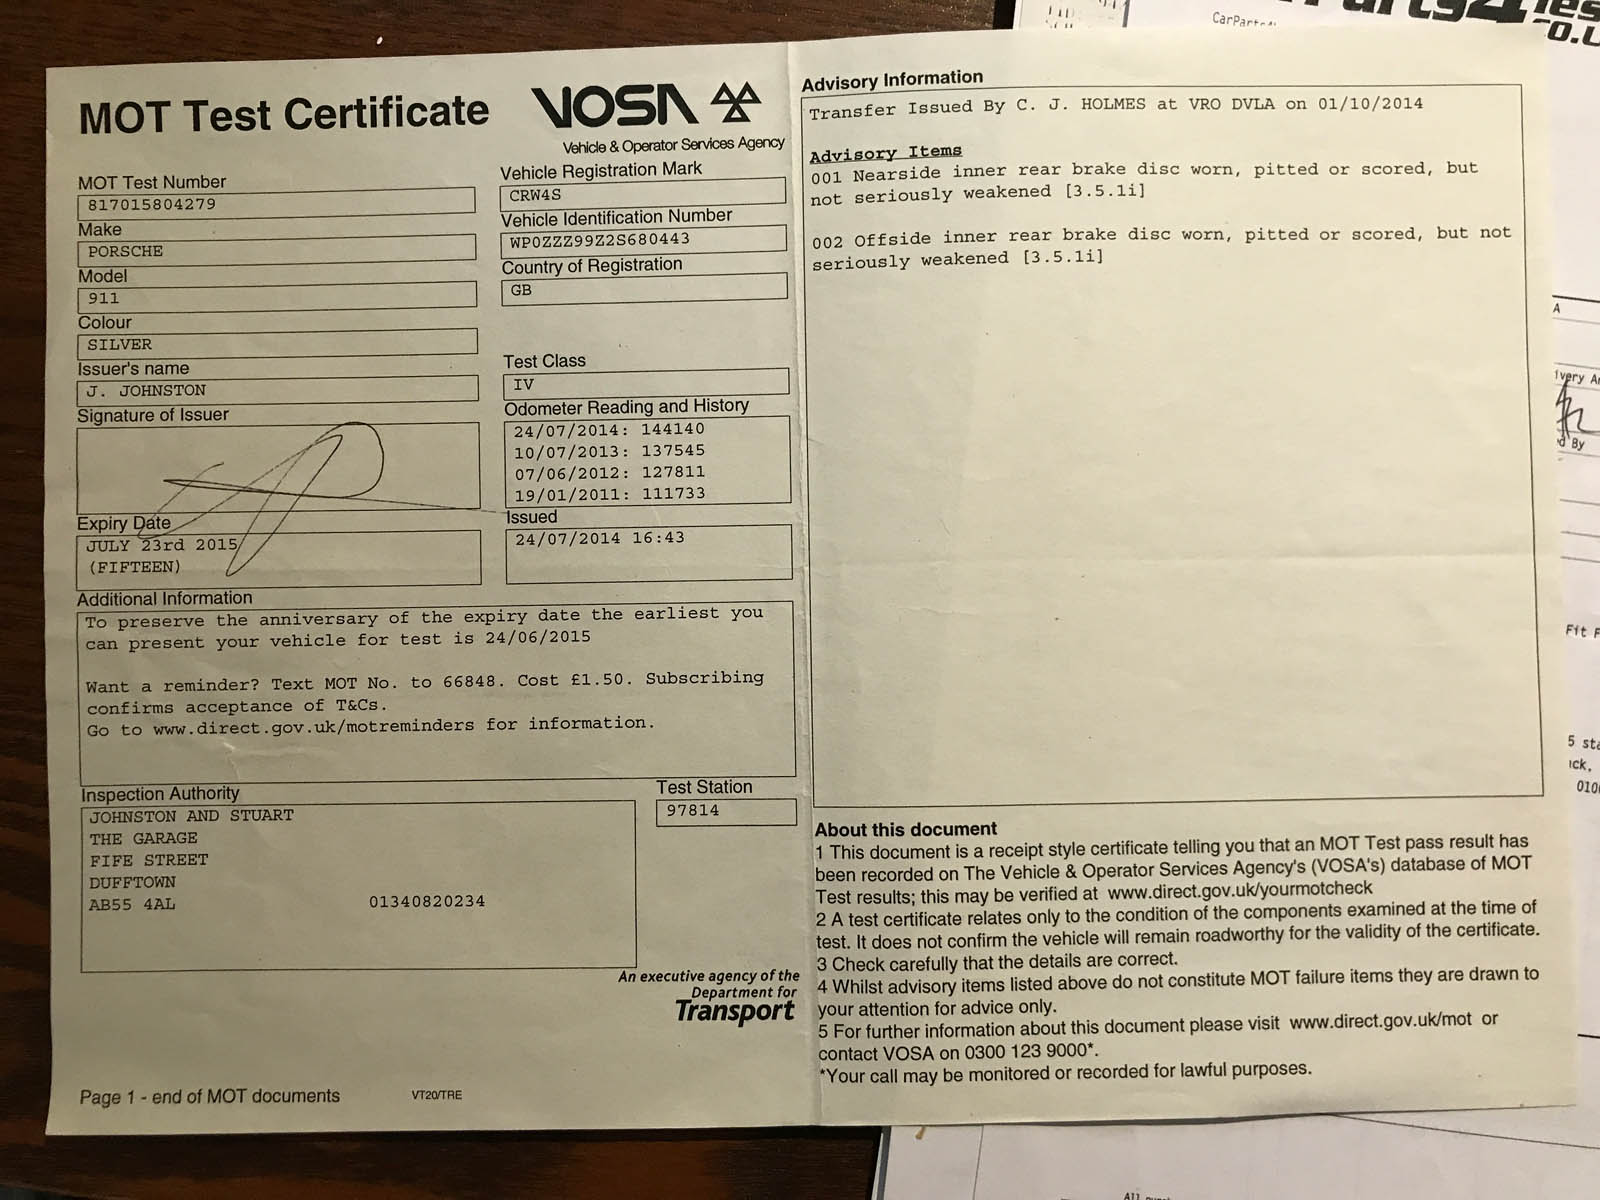 MOT Test Certificate
VOSA
Vehicle & Operator Services Agency
MOT Test Number
817015804279
Make
PORSCHE
Model
911
Colour
SILVER
Issuer's name
J. JOHNSTON
Signature of Issuer
Expiry Date
JULY 23rd 2015
(FIFTEEN)
Vehicle Registration Mark
CRW4S
Vehicle Identification Number
WP0ZZZ99Z2S680443
Country of Registration
GB
Test Class
IV
Odometer Reading and History
24/07/2014: 144140
10/07/2013: 137545
07/06/2012: 127811
19/01/2011: 111733
Issued
24/07/2014 16:43
Additional Information
To preserve the anniversary of the expiry date the earliest you
can present your vehicle for test is 24/06/2015
Want a reminder? Text MOT No. to 66848. Cost £1.50. Subscribing
confirms acceptance of T&Cs.
Go to www.direct.gov.uk/motreminders for information.
Inspection Authority
JOHNSTON AND STUART
THE GARAGE
FIFE STREET
DUFFTOWN
AB55 4AL 01340820234
Test Station
97814
An executive agency of the
Department for
Transport
Page 1 - end of MOT documents VT20/TRE
Advisory Information
Transfer Issued By C. J. HOLMES at VRO DVLA on 01/10/2014
Advisory Items
001 Nearside inner rear brake disc worn, pitted or scored, but
not seriously weakened [3.5.1i]
002 Offside inner rear brake disc worn, pitted or scored, but not
seriously weakened [3.5.1i]
About this document
1 This document is a receipt style certificate telling you that an MOT Test pass result has
been recorded on The Vehicle & Operator Services Agency's (VOSA's) database of MOT
Test results; this may be verified at www.direct.gov.uk/yourmotcheck
2 A test certificate relates only to the condition of the components examined at the time of
test. It does not confirm the vehicle will remain roadworthy for the validity of the certificate.
3 Check carefully that the details are correct.
4 Whilst advisory items listed above do not constitute MOT failure items they are drawn to
your attention for advice only.
5 For further information about this document please visit www.direct.gov.uk/mot or
contact VOSA on 0300 123 9000*.
*Your call may be monitored or recorded for lawful purposes.
By
Fit